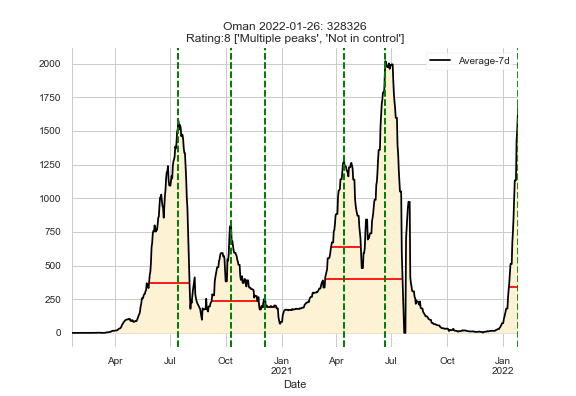 Oman 2022-01-26: 328326
Rating:8 ['Multiple peaks', 'Not in control']
Average-7d
2000
1750
1500
1250
1000
750
500
250
0
Apr
Jul
Oct
Jan
2021
Apr
Jul
Oct
Jan
2022
Date